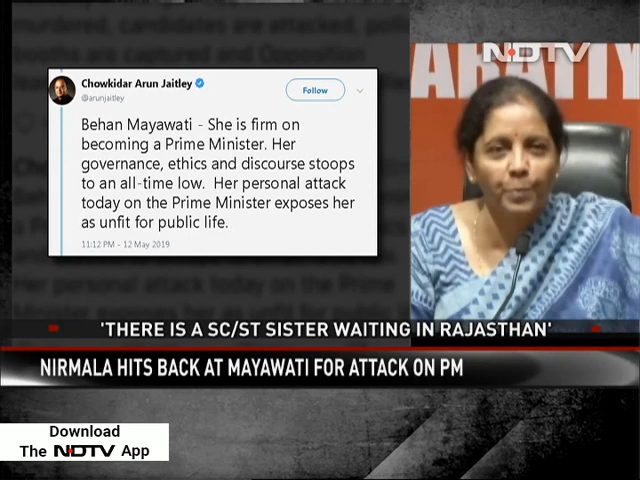 NDTV
ARATIY
Chowkidar Arun Jaitley
@arunjaitley
Follow
Behan Mayawati - She is firm on
becoming a Prime Minister. Her
governance, ethics and discourse stoops
to an all-time low. Her personal attack
today on the Prime Minister exposes her
as unfit for public life.
11:12 PM - 12 May 2019
'THERE IS A SC/ST SISTER WAITING IN RAJASTHAN'
NIRMALA HITS BACK AT MAYAWATI FOR ATTACK ON PM
Download
The NDTV App